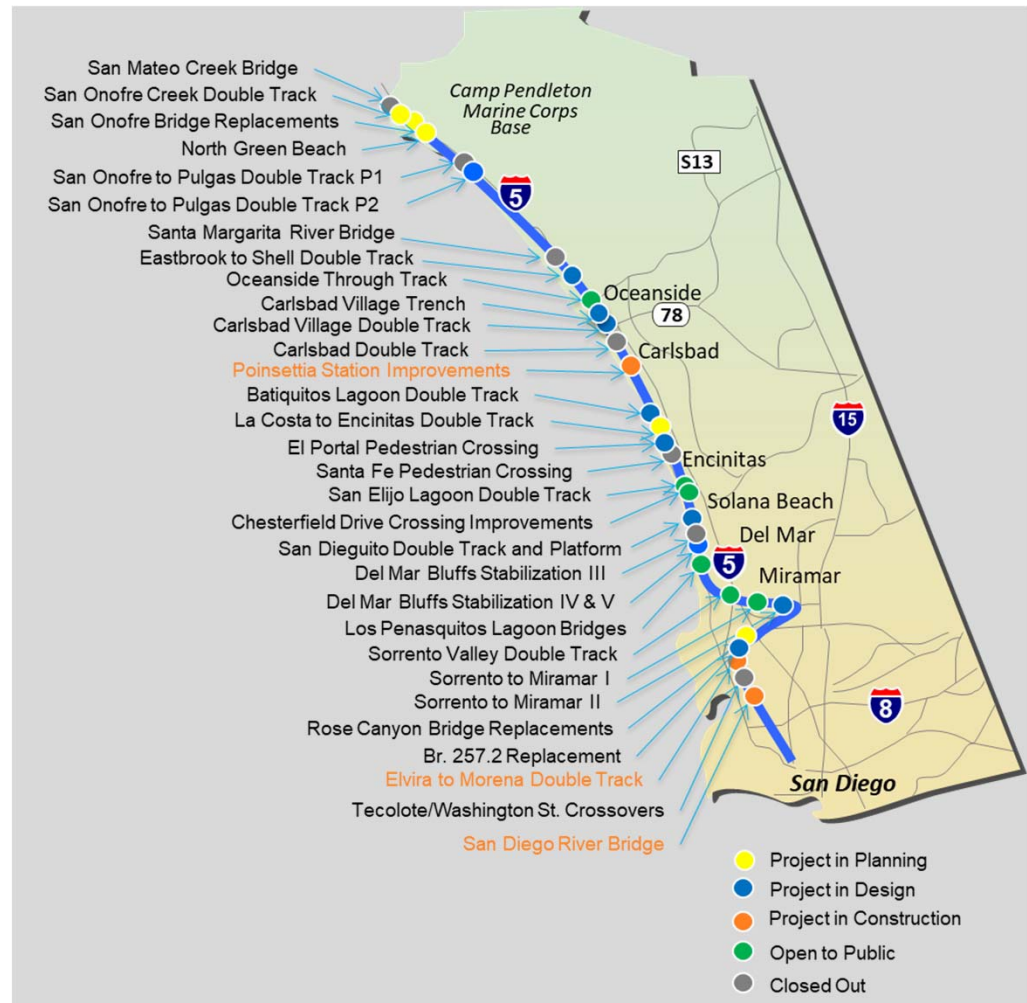 San Mateo Creek Bridge
San Onofre Creek Double Track
San Onofre Bridge Replacements
North Green Beach
San Onofre to Pulgas Double Track P1
San Onofre to Pulgas Double Track P2
Santa Margarita River Bridge
Eastbrook to Shell Double Track
Oceanside Through Track
Carlsbad Village Trench
Carlsbad Village Double Track
Carlsbad Double Track
Poinsettia Station Improvements
Batiquitos Lagoon Double Track
La Costa to Encinitas Double Track
El Portal Pedestrian Crossing
Santa Fe Pedestrian Crossing
San Elijo Lagoon Double Track
Chesterfield Drive Crossing Improvements
San Dieguito Double Track and Platform
Del Mar Bluffs Stabilization III
Del Mar Bluffs Stabilization IV & V
Los Penasquitos Lagoon Bridges
Sorrento Valley Double Track
Sorrento to Miramar I
Sorrento to Miramar II
Rose Canyon Bridge Replacements
Br. 257.2 Replacement
Elvira to Morena Double Track
Tecolote/Washington St. Crossovers
San Diego River Bridge
Camp Pendleton
Marine Corps
Base
S13
5
Oceanside
78
Carlsbad
15
Encinitas
Solana Beach
Del Mar
5
Miramar
8
San Diego
Project in Planning
Project in Design
Project in Construction
Open to Public
Closed Out